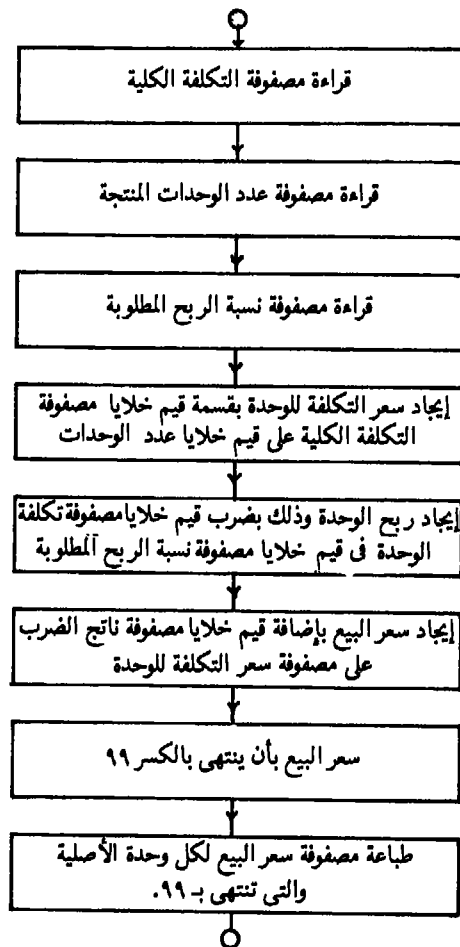 قراءة مصفوفة التكلفة الكلية
قراءة مصفوفة عدد الوحدات المنتجة
قراءة مصفوفة نسبة الربح المطلوبة
إيجاد سعر التكلفة للوحدة بقسمة قيم خلايا مصفوفة
التكلفة الكلية على قيم خلايا عدد الوحدات
إيجاد ربح الوحدة وذلك بضرب قيم خلايا مصفوفة تكلفة
الوحدة فى قيم خلايا مصفوفة نسبة الربح المطلوبة
إيجاد سعر البيع بإضافة قيم خلايا مصفوفة ناتج الضرب
على مصفوفة سعر التكلفة للوحدة
سعر البيع بأن ينتهى بالكسر ٩٩
طباعة مصفوفة سعر البيع لكل وحدة الأصلية
والتى تنتهى بـ ٩٩.